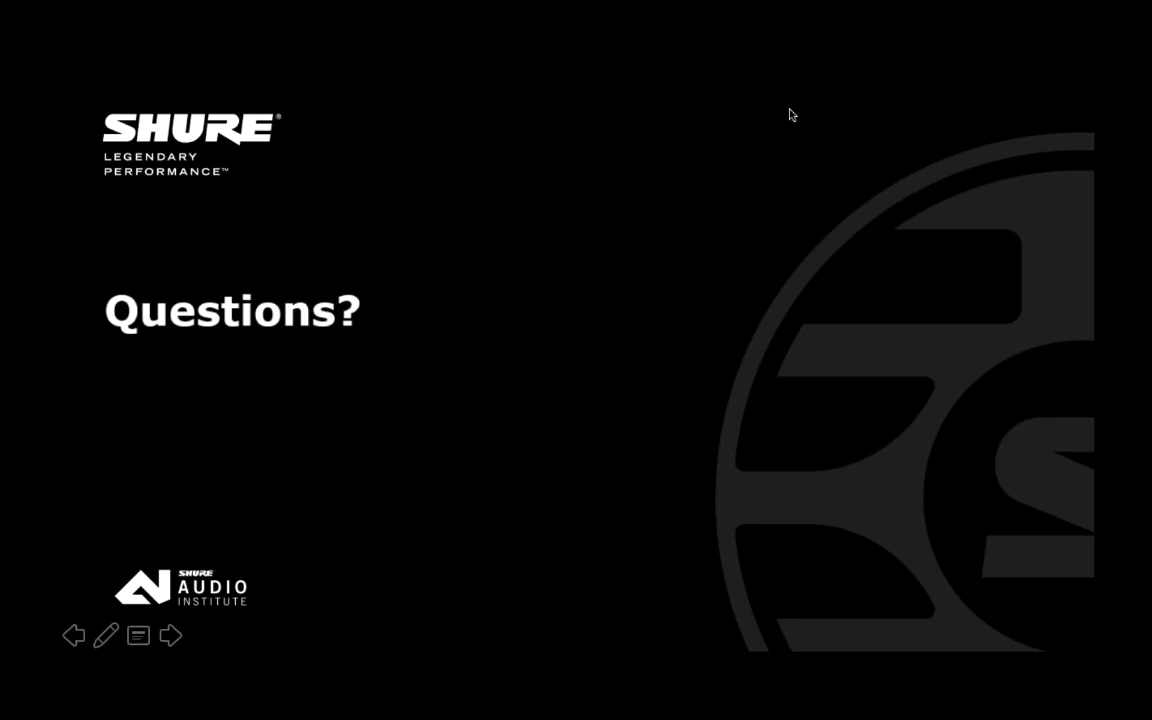 SHURE®
LEGENDARY
PERFORMANCE™
Questions?
SHURE
AUDIO
INSTITUTE